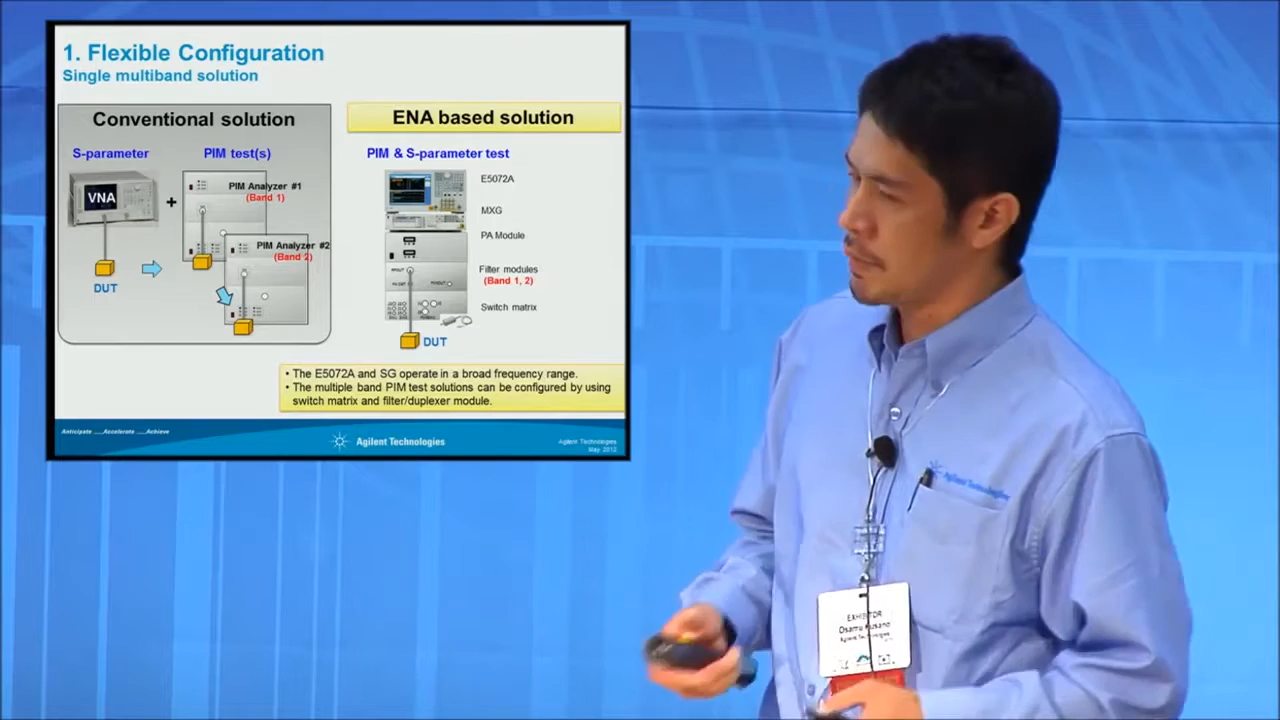 1. Flexible Configuration
Single multiband solution
Conventional solution
S-parameter
PIM test(s)
VNA
+
PIM Analyzer #1
(Band 1)
PIM Analyzer #2
(Band 2)
DUT
ENA based solution
PIM & S-parameter test
E5072A
MXG
PA Module
Filter modules
(Band 1, 2)
Switch matrix
DUT
• The E5072A and SG operate in a broad frequency range.
• The multiple band PIM test solutions can be configured by using
switch matrix and filter/duplexer module.
Anticipate ___Accelerate ___Achieve
Agilent Technologies
Agilent Technologies
May 2012
Agilent Technologies
EXHIBITOR
Osamu Kusano
Agilent Technologies